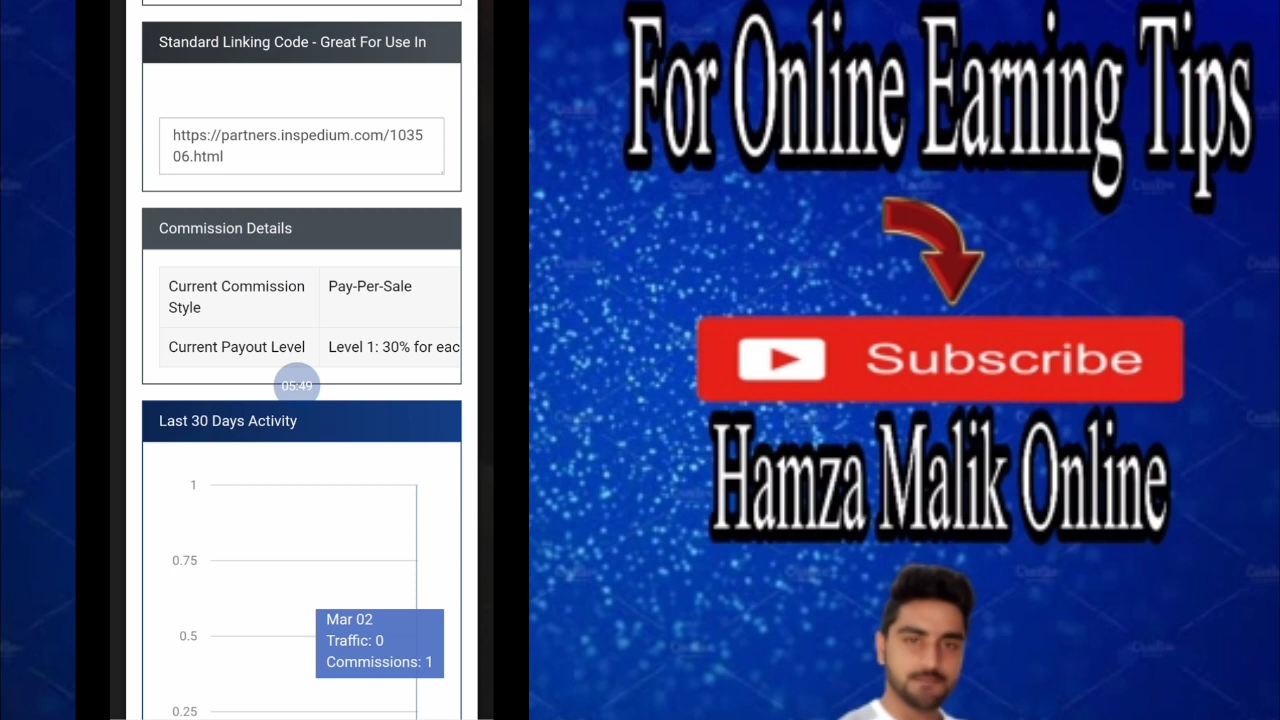 Standard Linking Code - Great For Use In
https://partners.inspedium.com/1035
06.html
Commission Details
Current Commission
Style
Pay-Per-Sale
Current Payout Level
Level 1: 30% for eac
05:49
Last 30 Days Activity
1
0.75
0.5
0.25
Mar 02
Traffic: 0
Commissions: 1
For Online Earning Tips
Subscribe
Hamza Malik Online